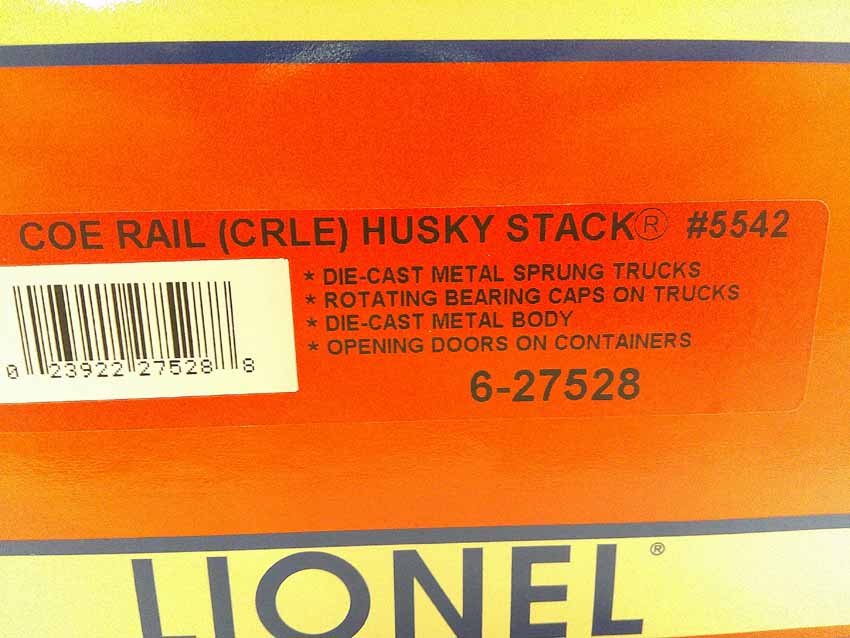 COE RAIL (CRLE) HUSKY STACK® #5542
* DIE-CAST METAL SPRUNG TRUCKS
* ROTATING BEARING CAPS ON TRUCKS
* DIE-CAST METAL BODY
* OPENING DOORS ON CONTAINERS
0 23922 27528 8
6-27528
LIONEL®